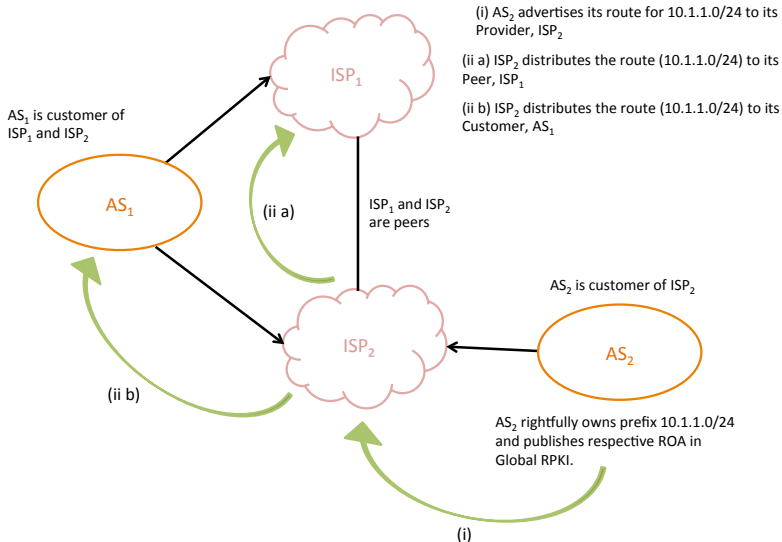 (i) AS₂ advertises its route for 10.1.1.0/24 to its
Provider, ISP₂
(ii a) ISP₂ distributes the route (10.1.1.0/24) to its
Peer, ISP₁
(ii b) ISP₂ distributes the route (10.1.1.0/24) to its
Customer, AS₁
ISP₁
AS₁ is customer of
ISP₁ and ISP₂
AS₁
(ii a)
ISP₁ and ISP₂
are peers
AS₂ is customer of ISP₂
ISP₂
AS₂
(ii b)
AS₂ rightfully owns prefix 10.1.1.0/24
and publishes respective ROA in
Global RPKI.
(i)